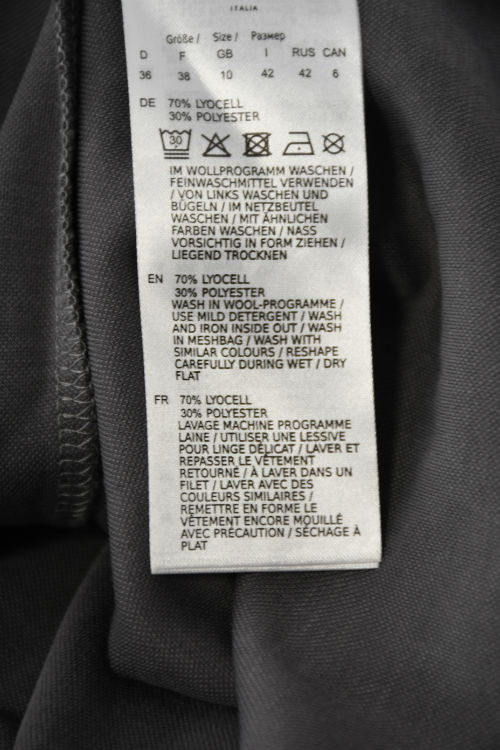 ITALIA
Größe / Size / Размер
D F GB I RUS CAN
36 38 10 42 42 6
DE 70% LYOCELL
30% POLYESTER
30
IM WOLLPROGRAMM WASCHEN /
FEINWASCHMITTEL VERWENDEN
/ VON LINKS WASCHEN UND
BÜGELN / IM NETZBEUTEL
WASCHEN / MIT ÄHNLICHEN
FARBEN WASCHEN / NASS
VORSICHTIG IN FORM ZIEHEN /
LIEGEND TROCKNEN
EN 70% LYOCELL
30% POLYESTER
WASH IN WOOL-PROGRAMME /
USE MILD DETERGENT / WASH
AND IRON INSIDE OUT / WASH
IN MESHBAG / WASH WITH
SIMILAR COLOURS / RESHAPE
CAREFULLY DURING WET / DRY
FLAT
FR 70% LYOCELL
30% POLYESTER
LAVAGE MACHINE PROGRAMME
LAINE / UTILISER UNE LESSIVE
POUR LINGE DÉLICAT / LAVER ET
REPASSER LE VÊTEMENT
RETOURNÉ / À LAVER DANS UN
FILET / LAVER AVEC DES
COULEURS SIMILAIRES /
REMETTRE EN FORME LE
VÊTEMENT ENCORE MOUILLÉ
AVEC PRÉCAUTION / SÉCHAGE À
PLAT